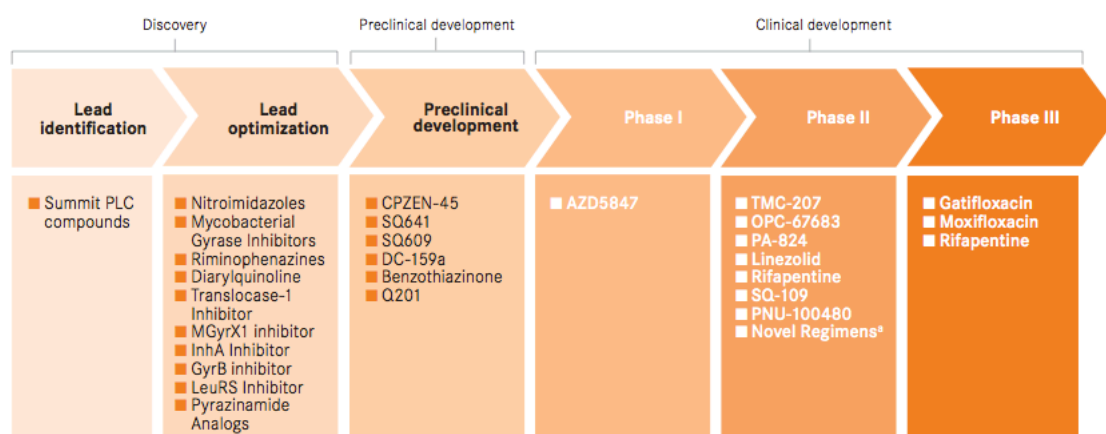 Discovery
Preclinical development
Clinical development
Lead
identification
Lead
optimization
Preclinical
development
Phase I
Phase II
Phase III
Summit PLC
compounds
Nitroimidazoles
Mycobacterial
Gyrase Inhibitors
Riminophenazines
Diarylquinoline
Translocase-1
Inhibitor
MGyrX1 inhibitor
InhA Inhibitor
GyrB inhibitor
LeuRS Inhibitor
Pyrazinamide
Analogs
CPZEN-45
SQ641
SQ609
DC-159a
Benzothiazinone
Q201
AZD5847
TMC-207
OPC-67683
PA-824
Linezolid
Rifapentine
SQ-109
PNU-100480
Novel Regimensᵃ
Gatifloxacin
Moxifloxacin
Rifapentine